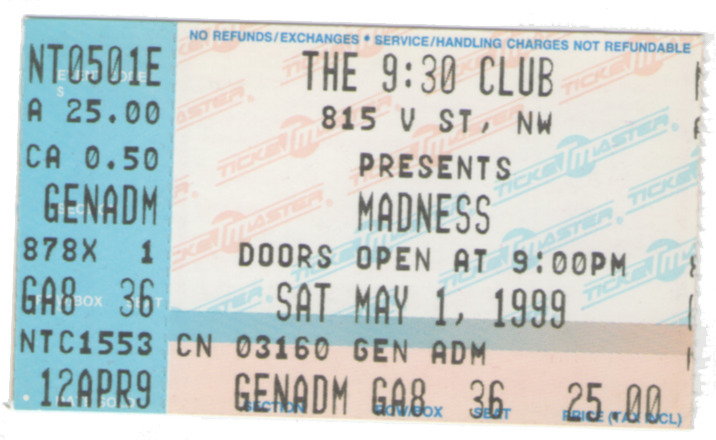 NO REFUNDS/EXCHANGES * SERVICE/HANDLING CHARGES NOT REFUNDABLE
NT0501E
A 25.00
CA 0.50
GENADM
878X 1
GA8 36
NTC1553
12APR9
THE 9:30 CLUB
815 V ST, NW
PRESENTS
MADNESS
DOORS OPEN AT 9:00PM
SAT MAY 1, 1999
CN 03160 GEN ADM
GENADM GA8 36 25.00
SECTION ROW/BOX SEAT PRICE (TAX INCL)
TICKETMASTER